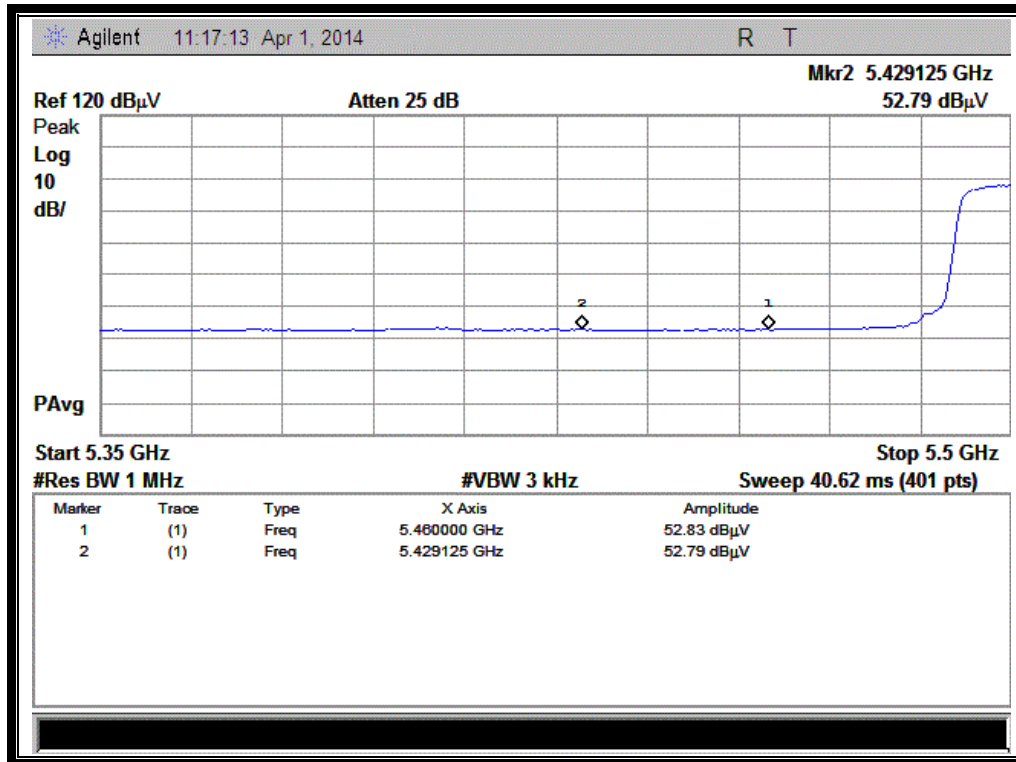 Agilent 11:17:13 Apr 1, 2014 R T
Mkr2 5.429125 GHz
Ref 120 dBμV Atten 25 dB 52.79 dBμV
Peak
Log
10
dB/
2 1
PAvg
Start 5.35 GHz Stop 5.5 GHz
#Res BW 1 MHz #VBW 3 kHz Sweep 40.62 ms (401 pts)
Marker Trace Type X Axis Amplitude
1 (1) Freq 5.460000 GHz 52.83 dBμV
2 (1) Freq 5.429125 GHz 52.79 dBμV